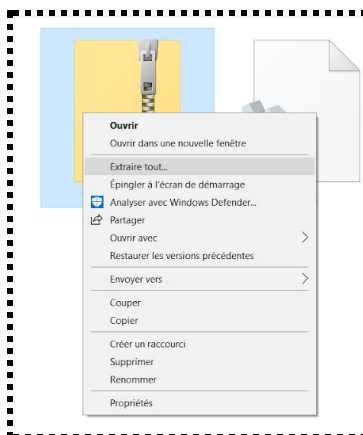 Ouvrir
Ouvrir dans une nouvelle fenêtre
Extraire tout...
Épingler à l'écran de démarrage
Analyser avec Windows Defender...
Partager
Ouvrir avec
Restaurer les versions précédentes
Envoyer vers
Couper
Copier
Créer un raccourci
Supprimer
Renommer
Propriétés